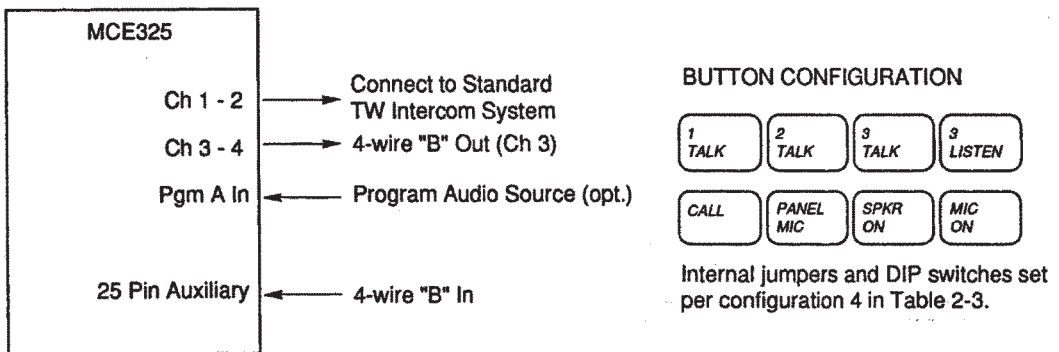 MCE325
Ch 1 - 2
Connect to Standard
TW Intercom System
Ch 3 - 4
4-wire "B" Out (Ch 3)
Pgm A In
Program Audio Source (opt.)
25 Pin Auxiliary
4-wire "B" In
BUTTON CONFIGURATION
1
TALK
2
TALK
3
TALK
3
LISTEN
CALL
PANEL
MIC
SPKR
ON
MIC
ON
Internal jumpers and DIP switches set
per configuration 4 in Table 2-3.